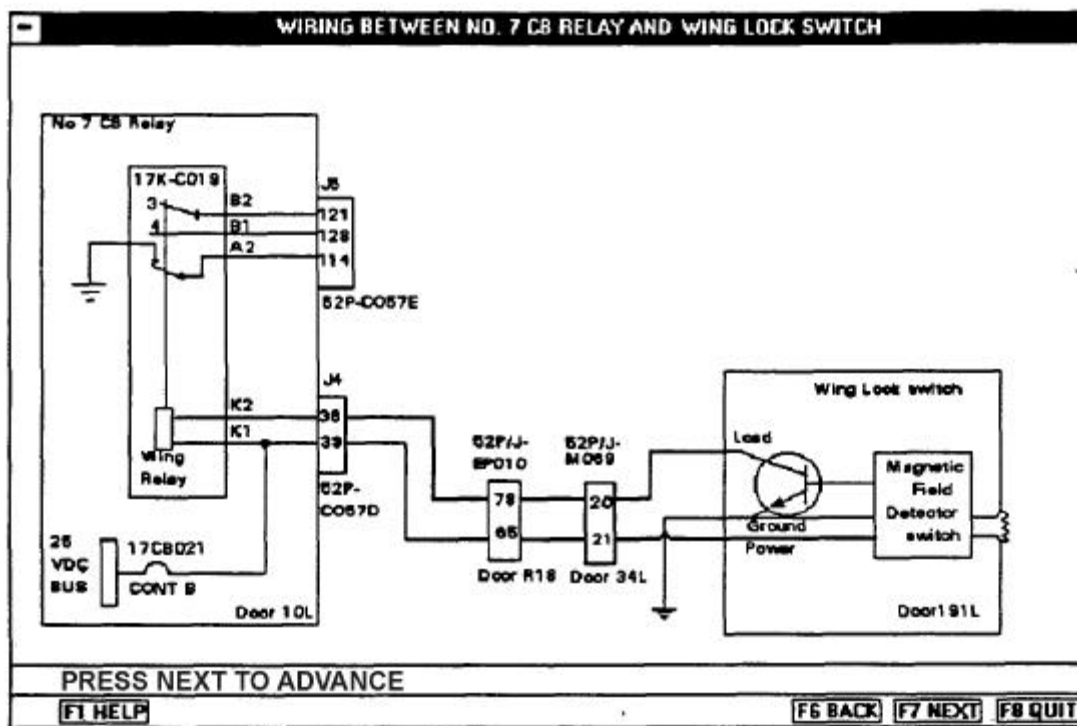 WIRING BETWEEN NO. 7 CB RELAY AND WING LOCK SWITCH
No 7 CB Relay
17K-C019
3
4
B2
B1
A2
J5
121
128
114
52P-C057E
J4
K2
K1
38
39
Wing
Relay
52P-
C057D
28
VDC
BUS
17CBD21
CONT B
Door 10L
52P/J-
EP010
78
65
Door R18
52P/J-
M069
20
21
Door 34L
Wing Lock switch
Load
Ground
Power
Magnetic
Field
Detector
switch
Door191L
PRESS NEXT TO ADVANCE
F1 HELP
F6 BACK
F7 NEXT
F8 QUIT